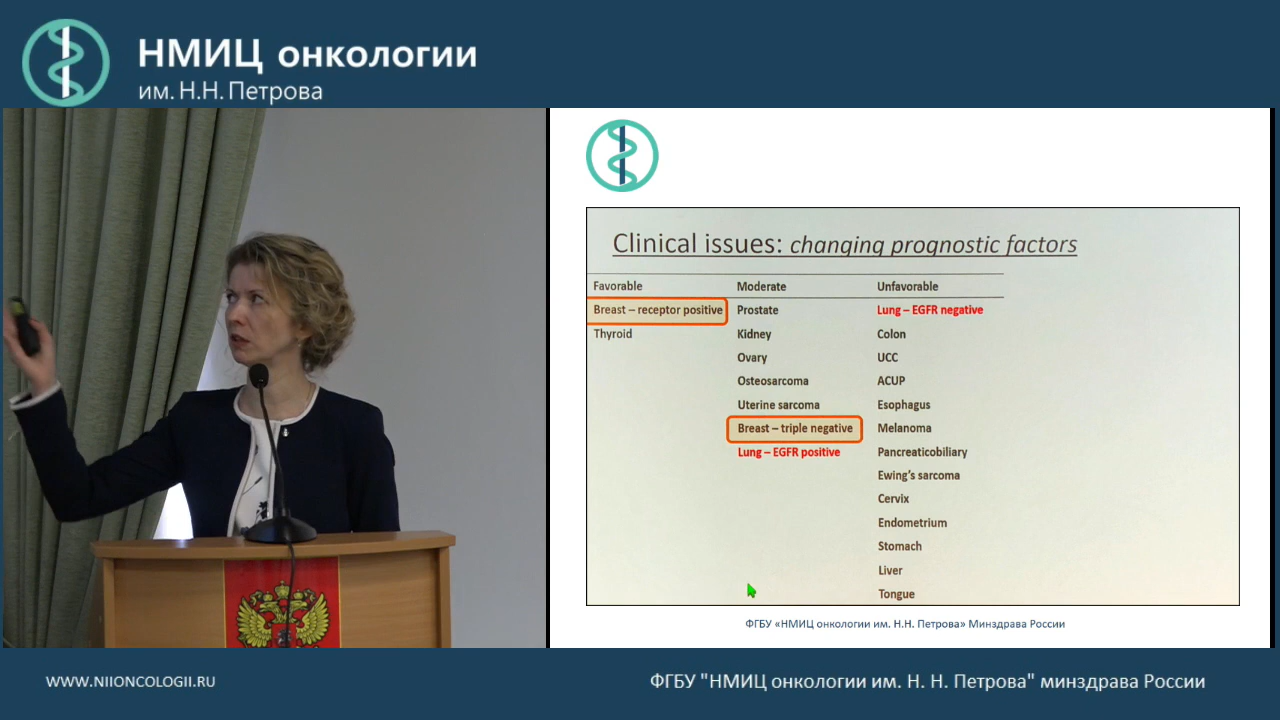 НМИЦ онкологии
им. Н.Н. Петрова
Clinical issues: changing prognostic factors
Favorable Moderate Unfavorable
Breast – receptor positive Prostate Lung – EGFR negative
Thyroid Kidney Colon
Ovary UCC
Osteosarcoma ACUP
Uterine sarcoma Esophagus
Breast – triple negative Melanoma
Lung – EGFR positive Pancreaticobiliary
Ewing's sarcoma
Cervix
Endometrium
Stomach
Liver
Tongue
ФГБУ «НМИЦ онкологии им. Н.Н. Петрова» Минздрава России
WWW.NIIONCOLOGII.RU
ФГБУ "НМИЦ онкологии им. Н. Н. Петрова" минздрава России